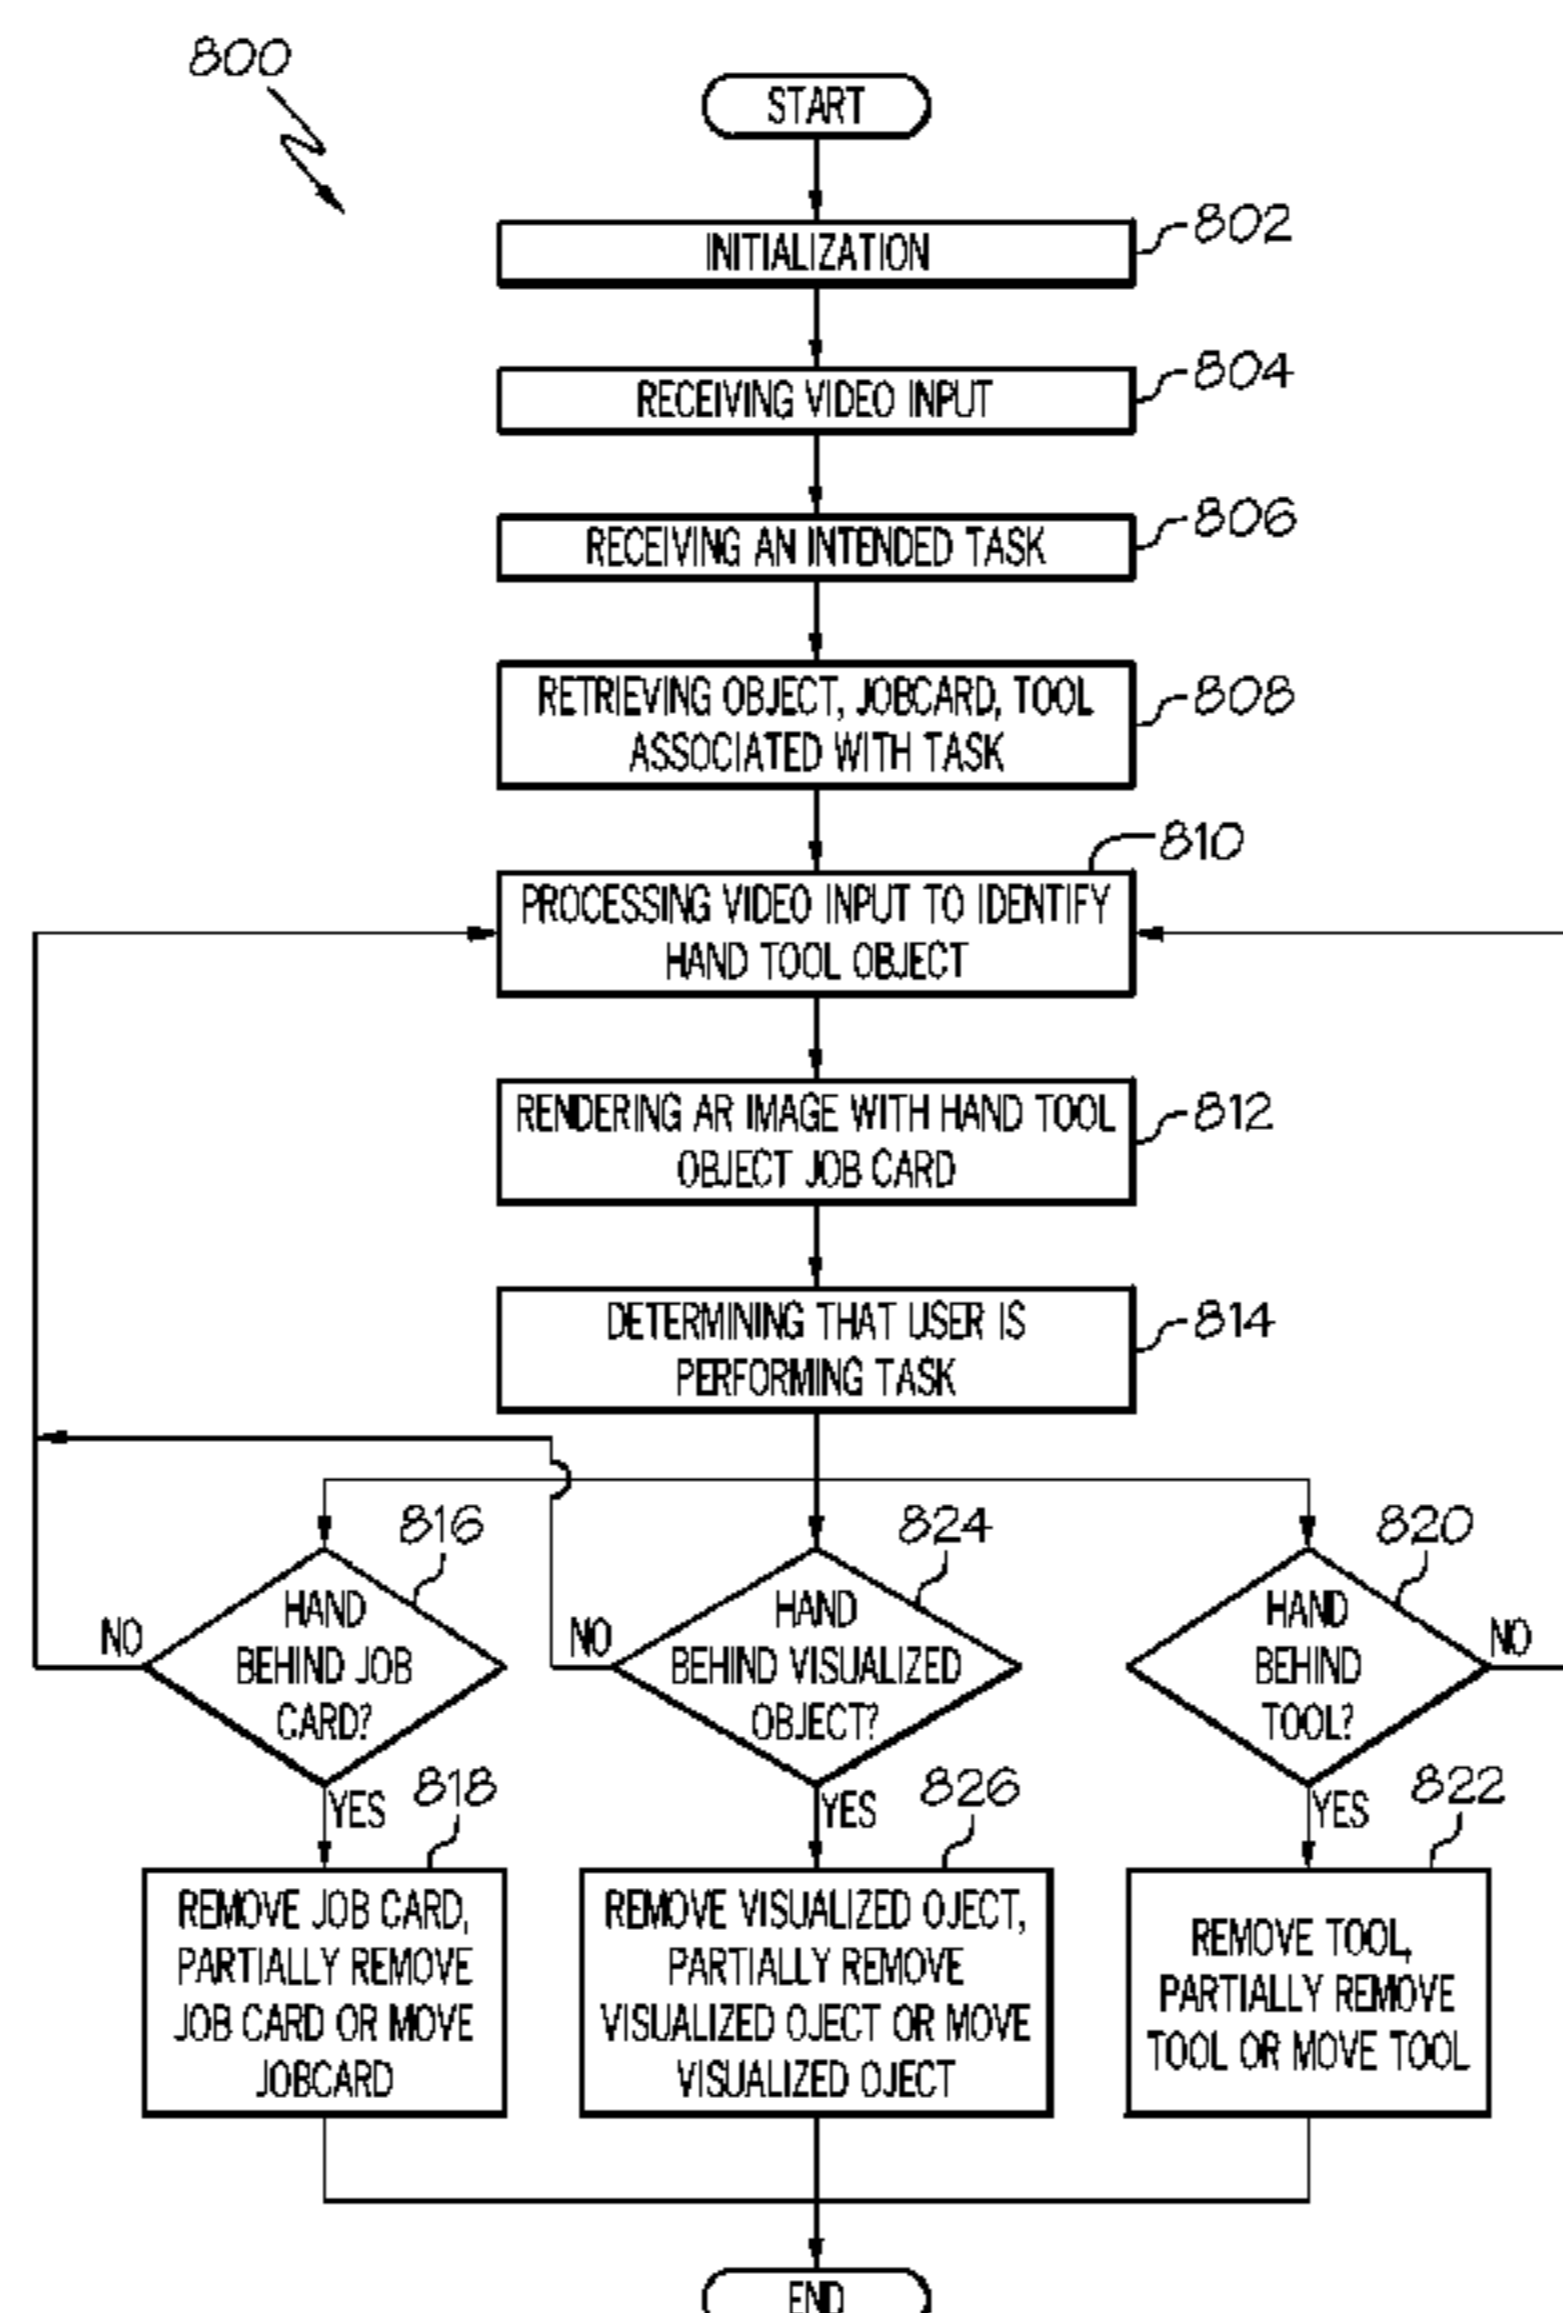 800
START
INITIALIZATION
802
RECEIVING VIDEO INPUT
804
RECEIVING AN INTENDED TASK
806
RETRIEVING OBJECT, JOBCARD, TOOL
ASSOCIATED WITH TASK
808
810
PROCESSING VIDEO INPUT TO IDENTIFY
HAND TOOL OBJECT
RENDERING AR IMAGE WITH HAND TOOL
OBJECT JOB CARD
812
DETERMINING THAT USER IS
PERFORMING TASK
814
816
HAND
BEHIND JOB
CARD?
NO
YES
824
HAND
BEHIND VISUALIZED
OBJECT?
NO
YES
820
HAND
BEHIND
TOOL?
NO
YES
818
REMOVE JOB CARD,
PARTIALLY REMOVE
JOB CARD OR MOVE
JOBCARD
826
REMOVE VISUALIZED OJECT,
PARTIALLY REMOVE
VISUALIZED OJECT OR MOVE
VISUALIZED OJECT
822
REMOVE TOOL,
PARTIALLY REMOVE
TOOL OR MOVE TOOL
END